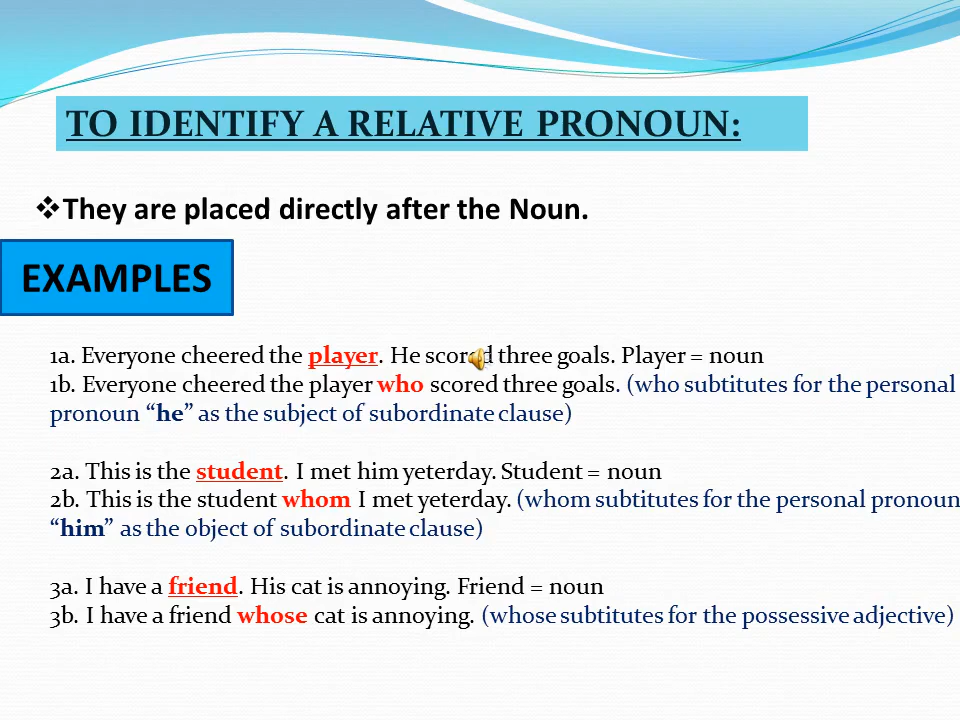 TO IDENTIFY A RELATIVE PRONOUN:
❖They are placed directly after the Noun.
EXAMPLES
1a. Everyone cheered the player. He scored three goals. Player = noun
1b. Everyone cheered the player who scored three goals. (who subtitutes for the personal
pronoun “he” as the subject of subordinate clause)
2a. This is the student. I met him yeterday. Student = noun
2b. This is the student whom I met yeterday. (whom subtitutes for the personal pronoun
“him” as the object of subordinate clause)
3a. I have a friend. His cat is annoying. Friend = noun
3b. I have a friend whose cat is annoying. (whose subtitutes for the possessive adjective)